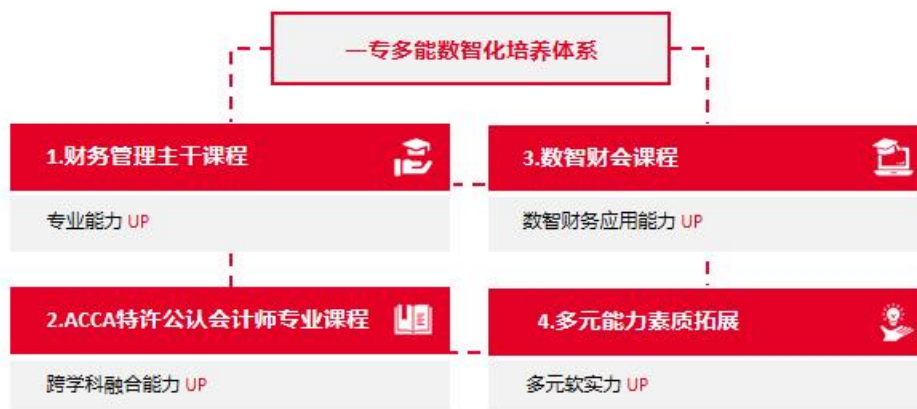 一专多能数智化培养体系
1.财务管理主干课程
专业能力 UP
2.ACCA特许公认会计师专业课程
跨学科融合能力 UP
3.数智财会课程
数智财务应用能力 UP
4.多元能力素质拓展
多元软实力 UP